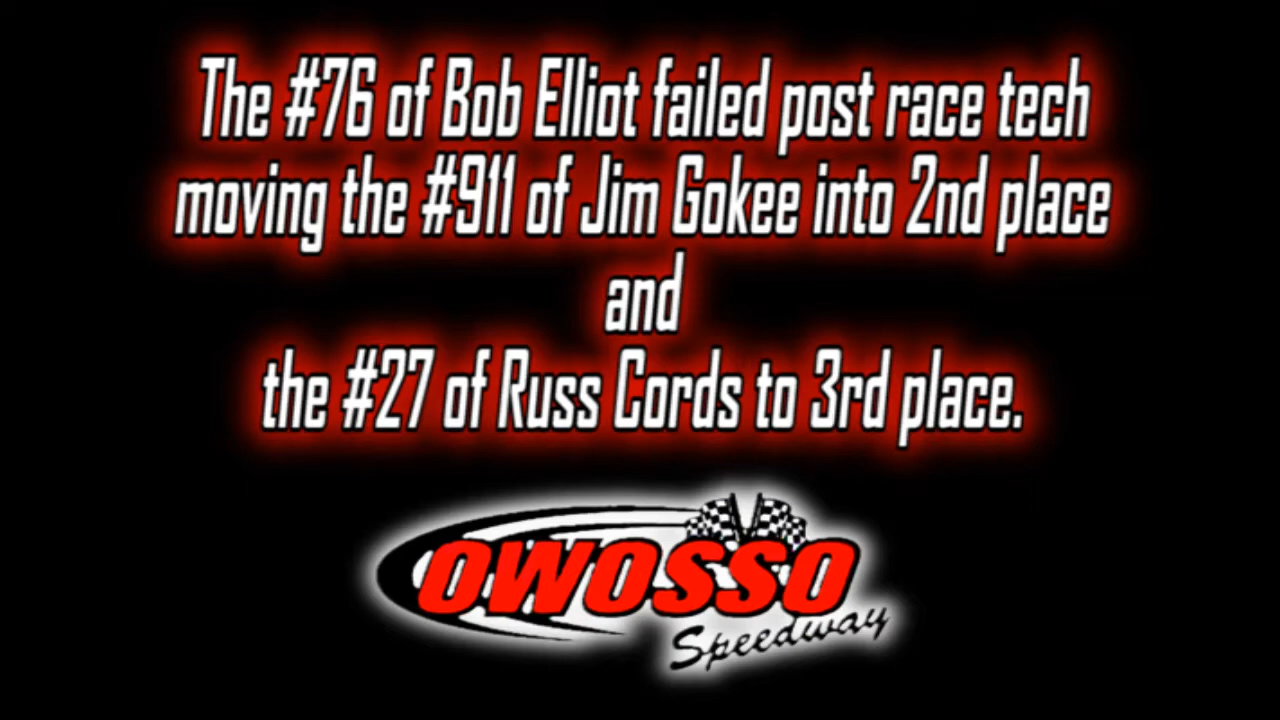 The #76 of Bob Elliot failed post race tech
moving the #911 of Jim Gokee into 2nd place
and
the #27 of Russ Cords to 3rd place.
OWOSSO
Speedway